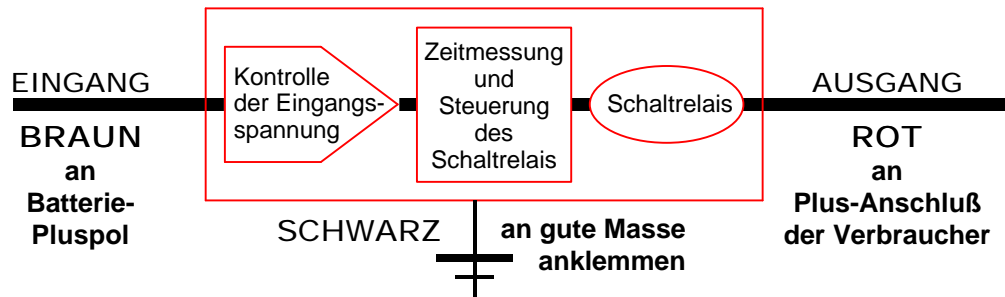 EINGANG
BRAUN
an
Batterie-
Pluspol
Kontrolle
der Eingangs-
spannung
Zeitmessung
und
Steuerung
des
Schaltrelais
Schaltrelais
AUSGANG
ROT
an
Plus-Anschluß
der Verbraucher
SCHWARZ
an gute Masse
anklemmen